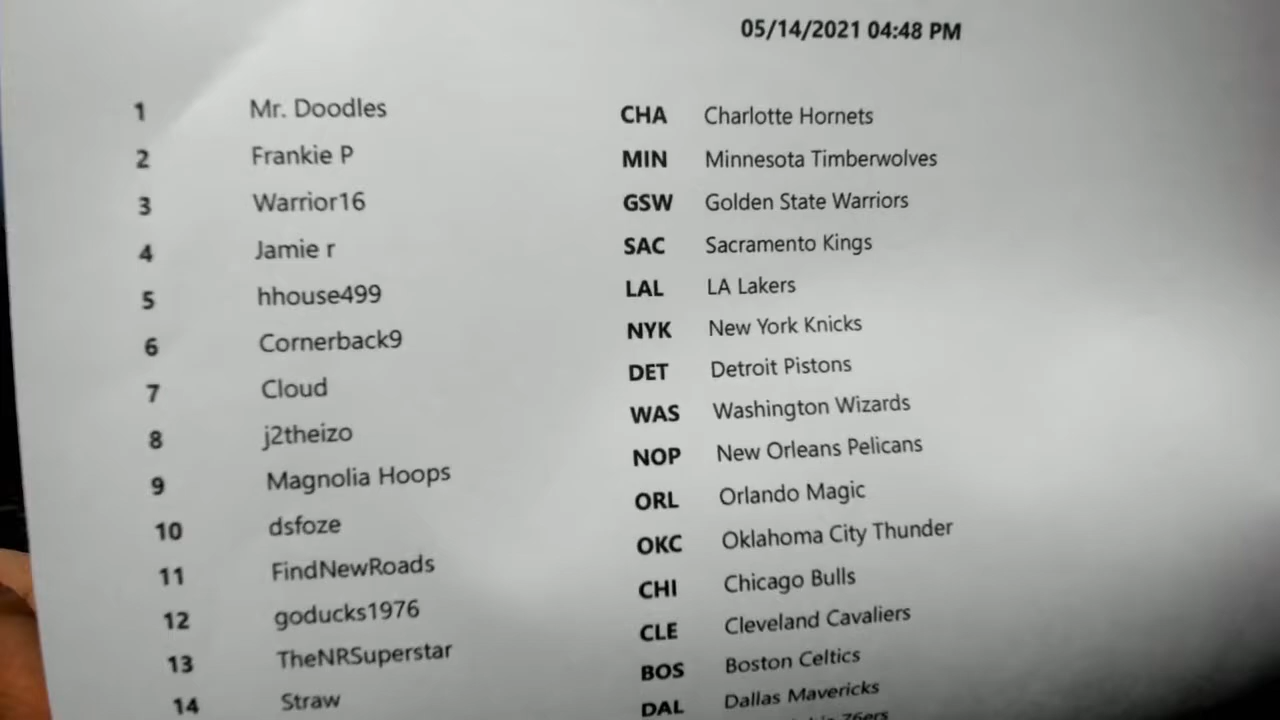 05/14/2021 04:48 PM
1 Mr. Doodles CHA Charlotte Hornets
2 Frankie P MIN Minnesota Timberwolves
3 Warrior16 GSW Golden State Warriors
4 Jamie r SAC Sacramento Kings
5 hhouse499 LAL LA Lakers
6 Cornerback9 NYK New York Knicks
7 Cloud DET Detroit Pistons
8 j2theizo WAS Washington Wizards
9 Magnolia Hoops NOP New Orleans Pelicans
10 dsfoze ORL Orlando Magic
11 FindNewRoads OKC Oklahoma City Thunder
12 goducks1976 CHI Chicago Bulls
13 TheNRSuperstar CLE Cleveland Cavaliers
14 Straw BOS Boston Celtics
DAL Dallas Mavericks
76ers